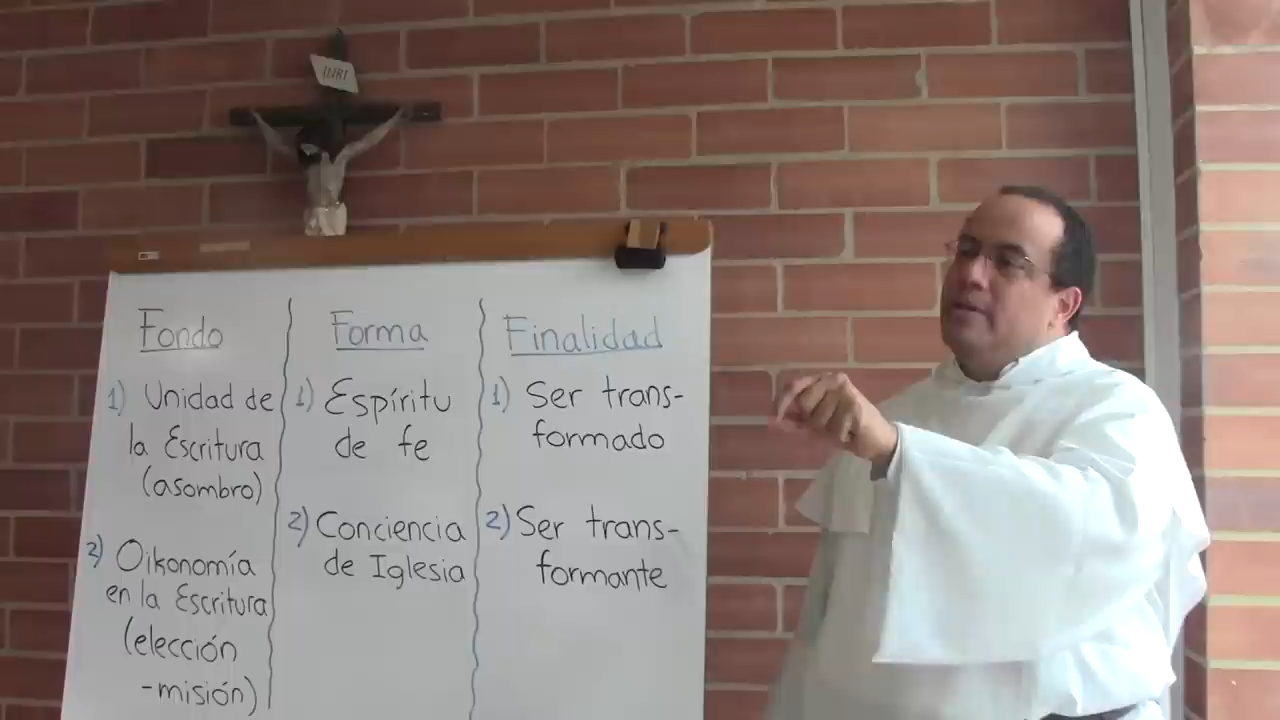 INRI
Fondo
1) Unidad de
la Escritura
(asombro)
2) Oikonomía
en la Escritura
(elección
-misión)
Forma
1) Espíritu
de fe
2) Conciencia
de Iglesia
Finalidad
1) Ser trans-
formado
2) Ser trans-
formante